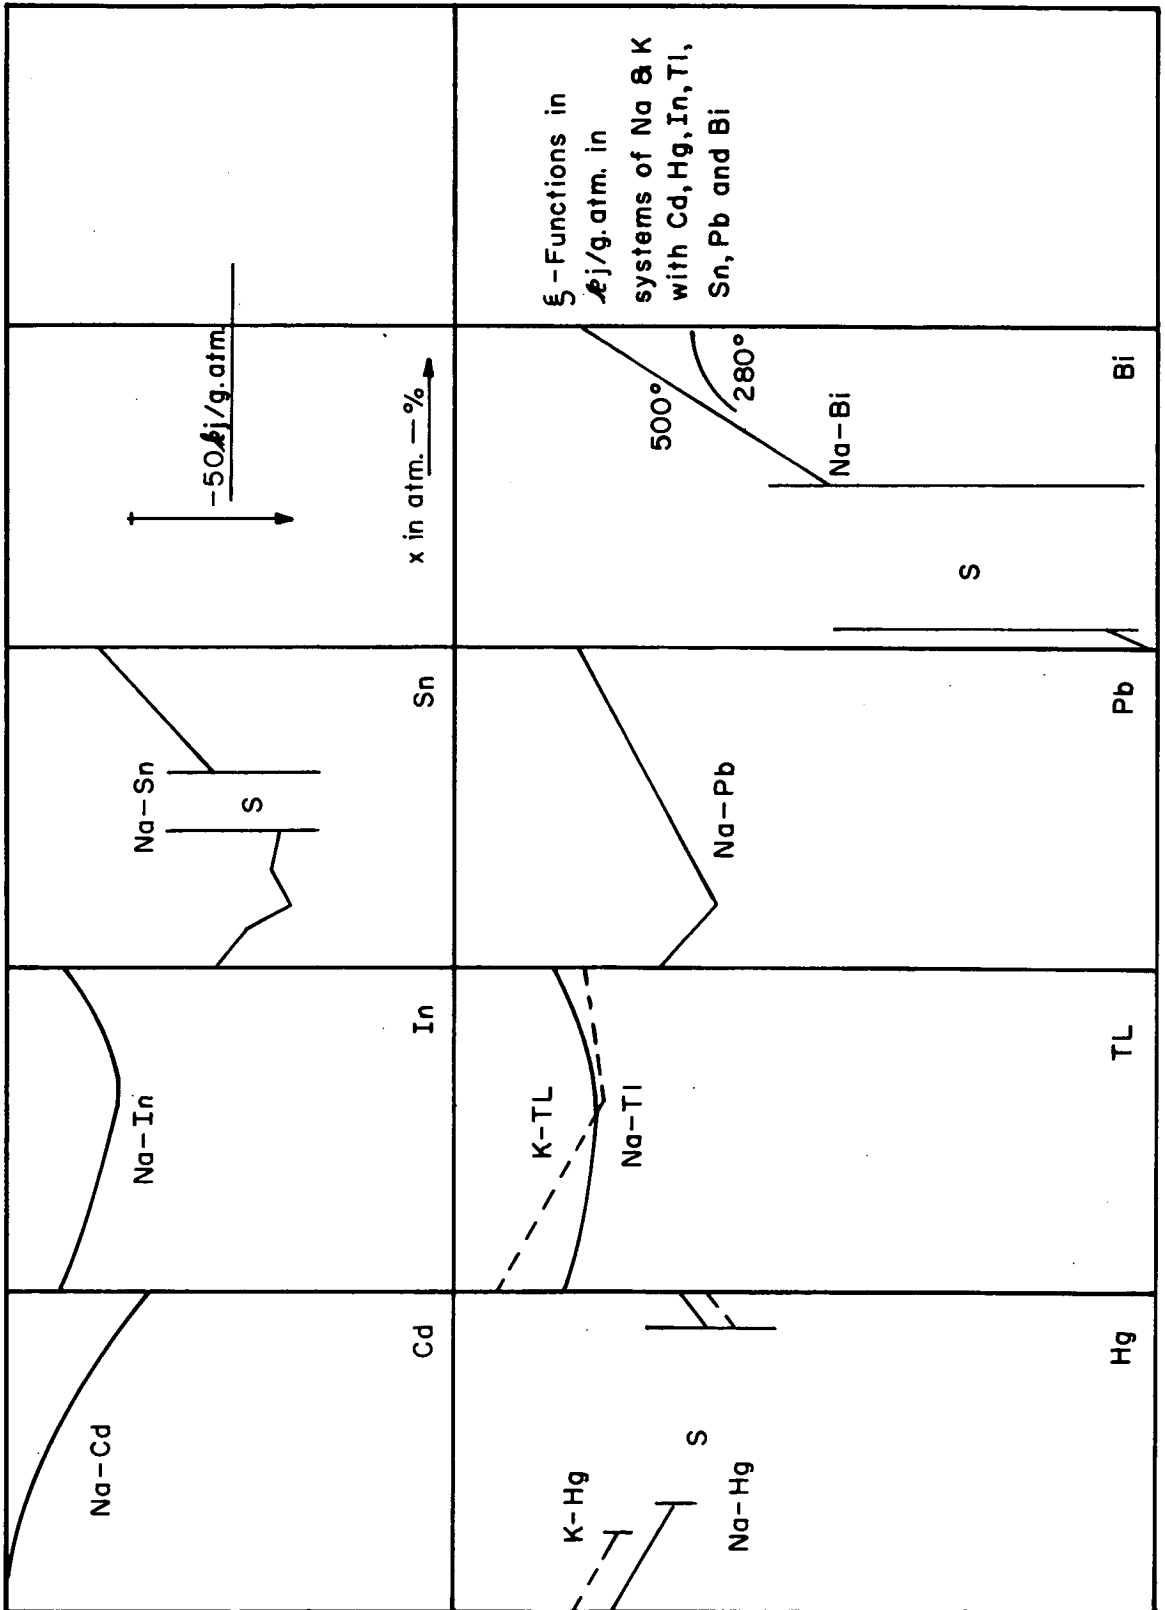 Na–Cd
Cd
Na–In
In
Na–Sn
S
Sn
–50 kj/g.atm.
x in atm. —%
K–Hg
Na–Hg
S
Hg
K–TL
Na–Tl
TL
Na–Pb
Pb
500°
280°
Na–Bi
S
Bi
ξ–Functions in
kj/g.atm. in
systems of Na & K
with Cd, Hg, In, Tl,
Sn, Pb and Bi